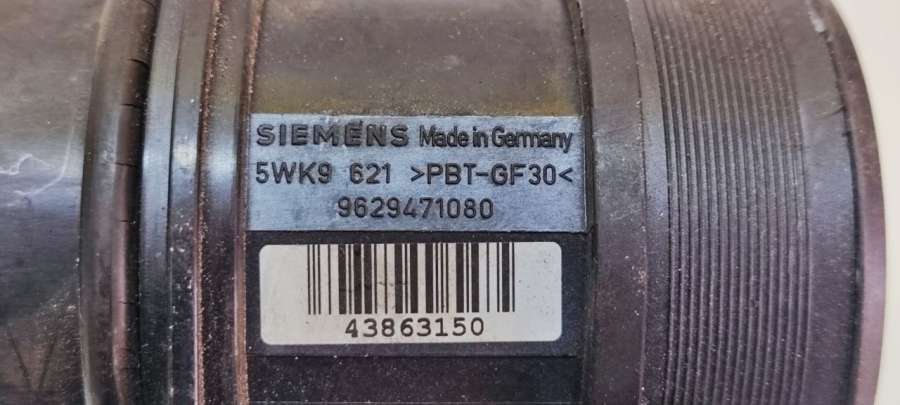 SIEMENS Made in Germany
5WK9 621 >PBT-GF30<
9629471080
43863150